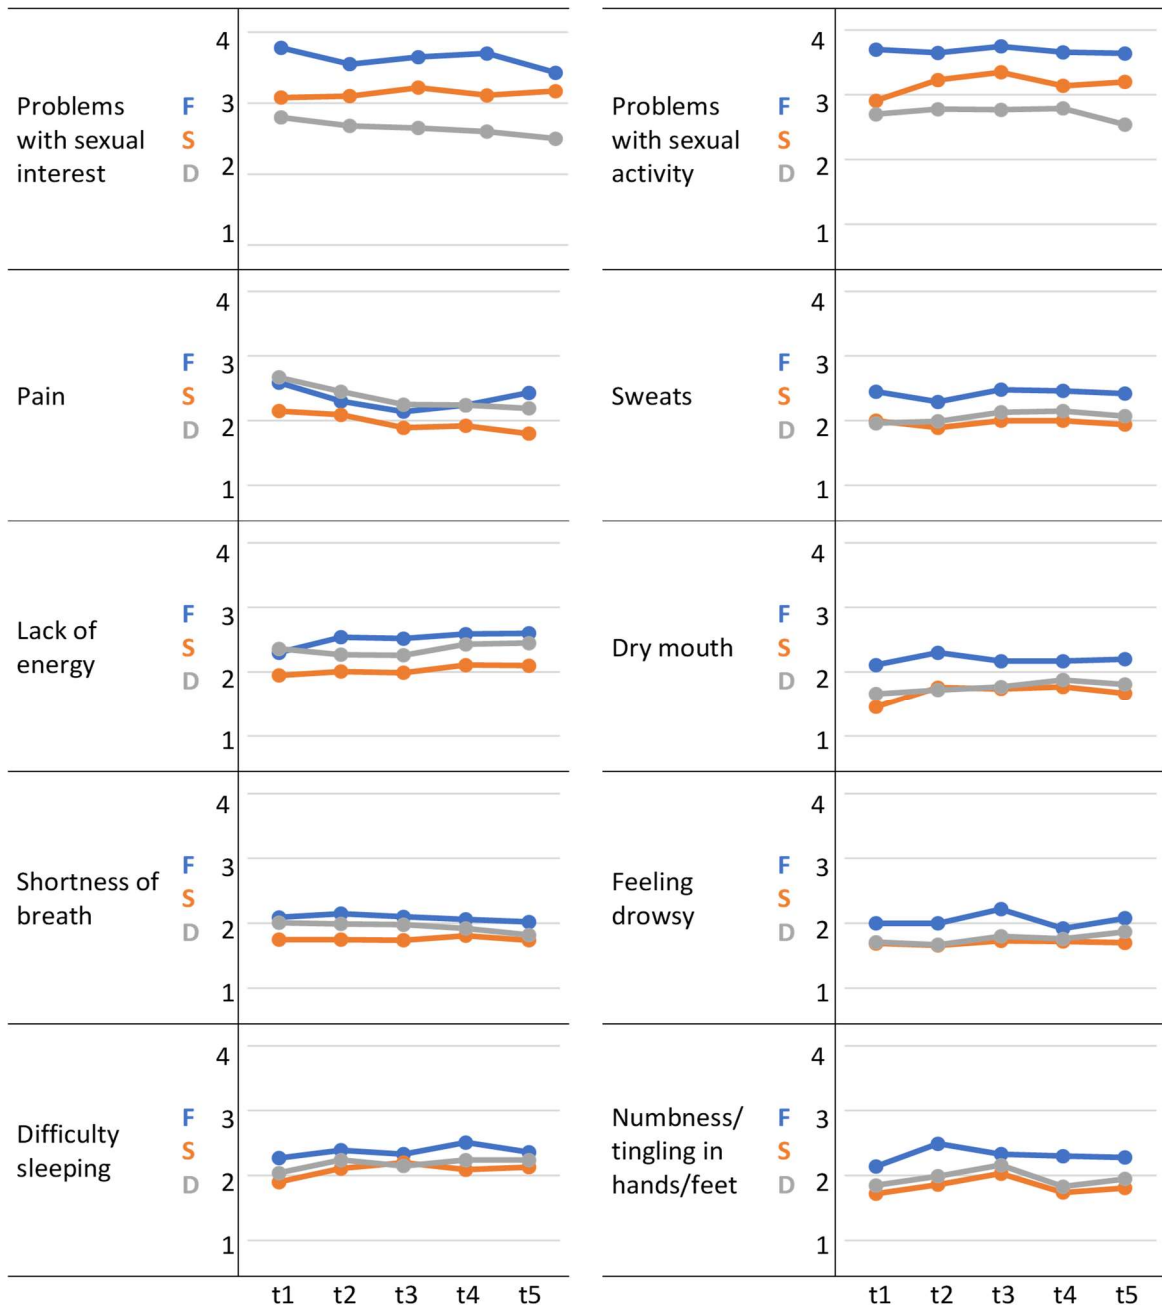 4
Problems F 3
with sexual S
interest D 2
1
4
Problems F 3
with sexual S
activity D 2
1
4
F 3
Pain S
D 2
1
4
F 3
Sweats S
D 2
1
4
F 3
Lack of S
energy D 2
1
4
F 3
Dry mouth S
D 2
1
4
F 3
Shortness of S
breath D 2
1
4
F 3
Feeling S
drowsy D 2
1
4
F 3
Difficulty S
sleeping D 2
1
t1 t2 t3 t4 t5
4
Numbness/ F 3
tingling in S
hands/feet D 2
1
t1 t2 t3 t4 t5